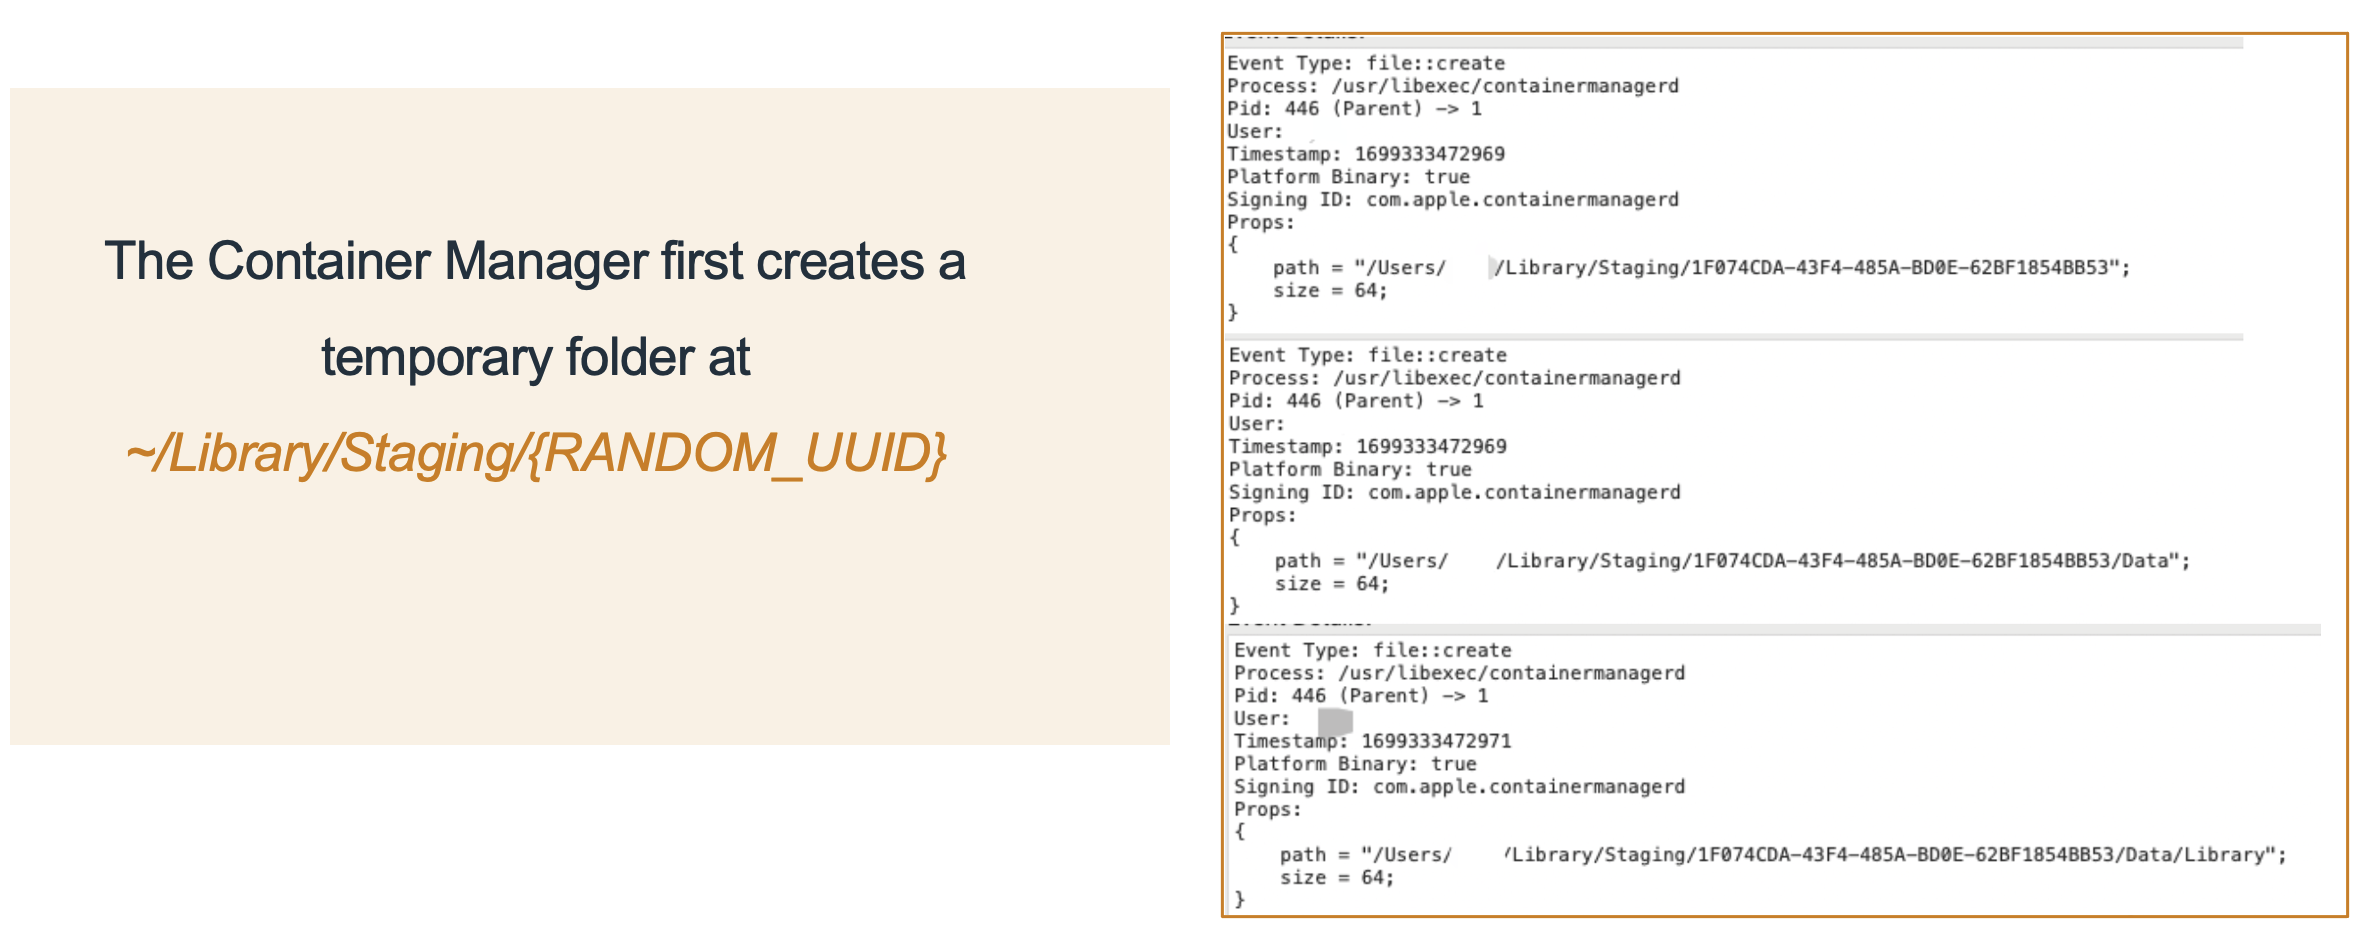 The Container Manager first creates a
temporary folder at
~/Library/Staging/{RANDOM_UUID}
Event Type: file::create
Process: /usr/libexec/containermanagerd
Pid: 446 (Parent) -> 1
User:
Timestamp: 1699333472969
Platform Binary: true
Signing ID: com.apple.containermanagerd
Props:
{
path = "/Users/ /Library/Staging/1F074CDA-43F4-485A-BD0E-62BF1854BB53";
size = 64;
}
Event Type: file::create
Process: /usr/libexec/containermanagerd
Pid: 446 (Parent) -> 1
User:
Timestamp: 1699333472969
Platform Binary: true
Signing ID: com.apple.containermanagerd
Props:
{
path = "/Users/ /Library/Staging/1F074CDA-43F4-485A-BD0E-62BF1854BB53/Data";
size = 64;
}
Event Type: file::create
Process: /usr/libexec/containermanagerd
Pid: 446 (Parent) -> 1
User:
Timestamp: 1699333472971
Platform Binary: true
Signing ID: com.apple.containermanagerd
Props:
{
path = "/Users/ /Library/Staging/1F074CDA-43F4-485A-BD0E-62BF1854BB53/Data/Library";
size = 64;
}